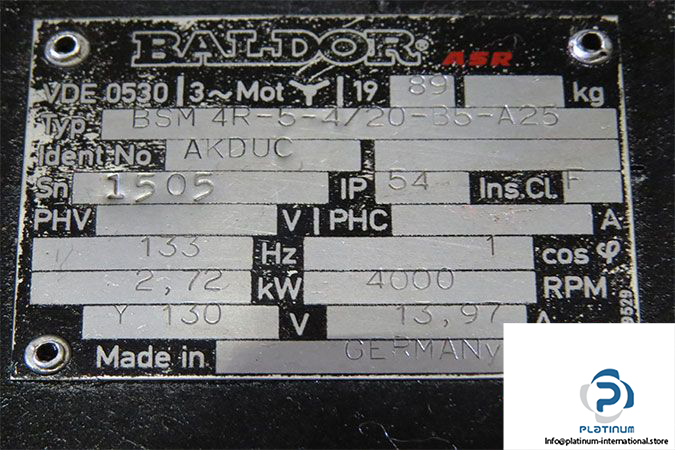 BALDOR® ASR
VDE 0530 | 3~Mot Y | 19 89 kg
Typ BSM 4R-5-4/20-B5-A25
Ident.No AKDUC
Sn 1505 IP 54 Ins.Cl. F
PHV V | PHC A
133 Hz 1 cos φ
2,72 kW 4000 RPM
Y 130 V 13,97 A
Made in GERMANy
9529
PLATINUM
Info@platinum-international.store